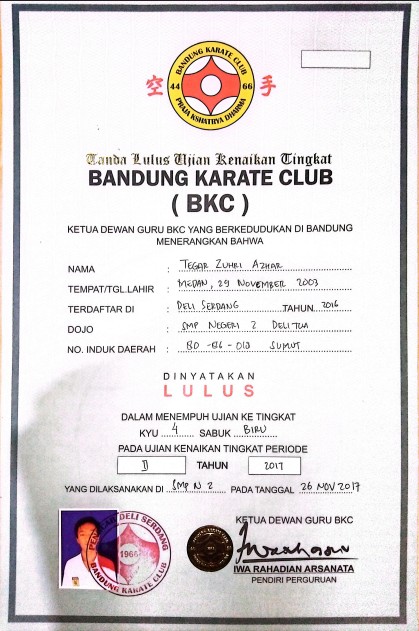 BANDUNG KARATE CLUB
44 66
PRAJA KSHATRYA DHARMA
空 手
Tanda Lulus Ujian Kenaikan Tingkat
BANDUNG KARATE CLUB
( BKC )
KETUA DEWAN GURU BKC YANG BERKEDUDUKAN DI BANDUNG
MENERANGKAN BAHWA
NAMA : TEGAR ZUHRI AZHAR
TEMPAT/TGL.LAHIR : MEDAN, 29 NOVEMBER 2003
TERDAFTAR DI : DELI SERDANG TAHUN 2016
DOJO : SMP NEGERI 2 DELITUA
NO. INDUK DAERAH : SUMUT
DINYATAKAN
LULUS
DALAM MENEMPUH UJIAN KE TINGKAT
KYU 4 SABUK BIRU
PADA UJIAN KENAIKAN TINGKAT PERIODE
II TAHUN 2017
YANG DILAKSANAKAN DI SMP N 2 PADA TANGGAL 26 NOV 2017
KETUA DEWAN GURU BKC
DELI SERDANG
1966
BANDUNG KARATE CLUB
IWA RAHADIAN ARSANATA
PENDIRI PERGURUAN